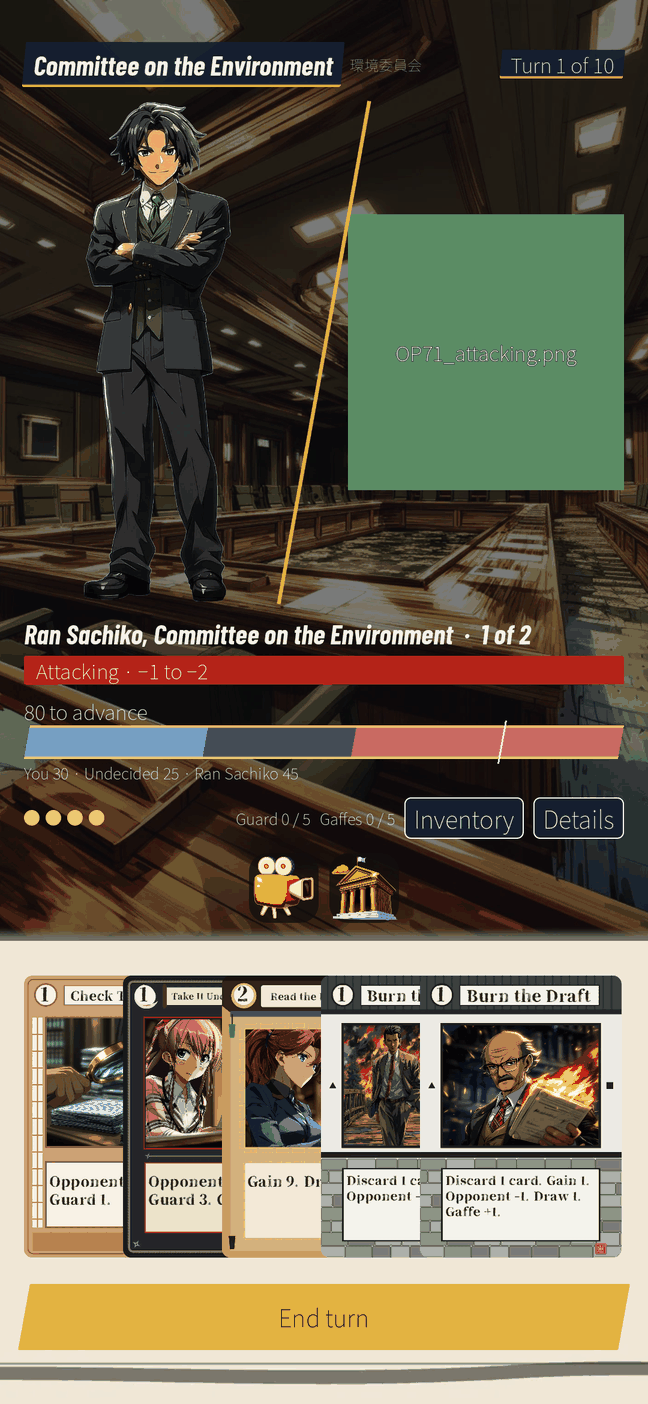 Committee on the Environment
環境委員会
Turn 1 of 10
OP71_attacking.png
Ran Sachiko, Committee on the Environment · 1 of 2
Attacking · −1 to −2
80 to advance
You 30 · Undecided 25 · Ran Sachiko 45
Guard 0 / 5 Gaffes 0 / 5
Inventory
Details
1 Check
Opponent
Guard 1.
1 Take It
Opponent
Guard 3.
2 Read the
Gain 9.
1 Burn
Discard 1
Opponent
1 Burn the Draft
Discard 1 card. Gain 1.
Opponent -1. Draw 1.
Gaffe +1.
End turn